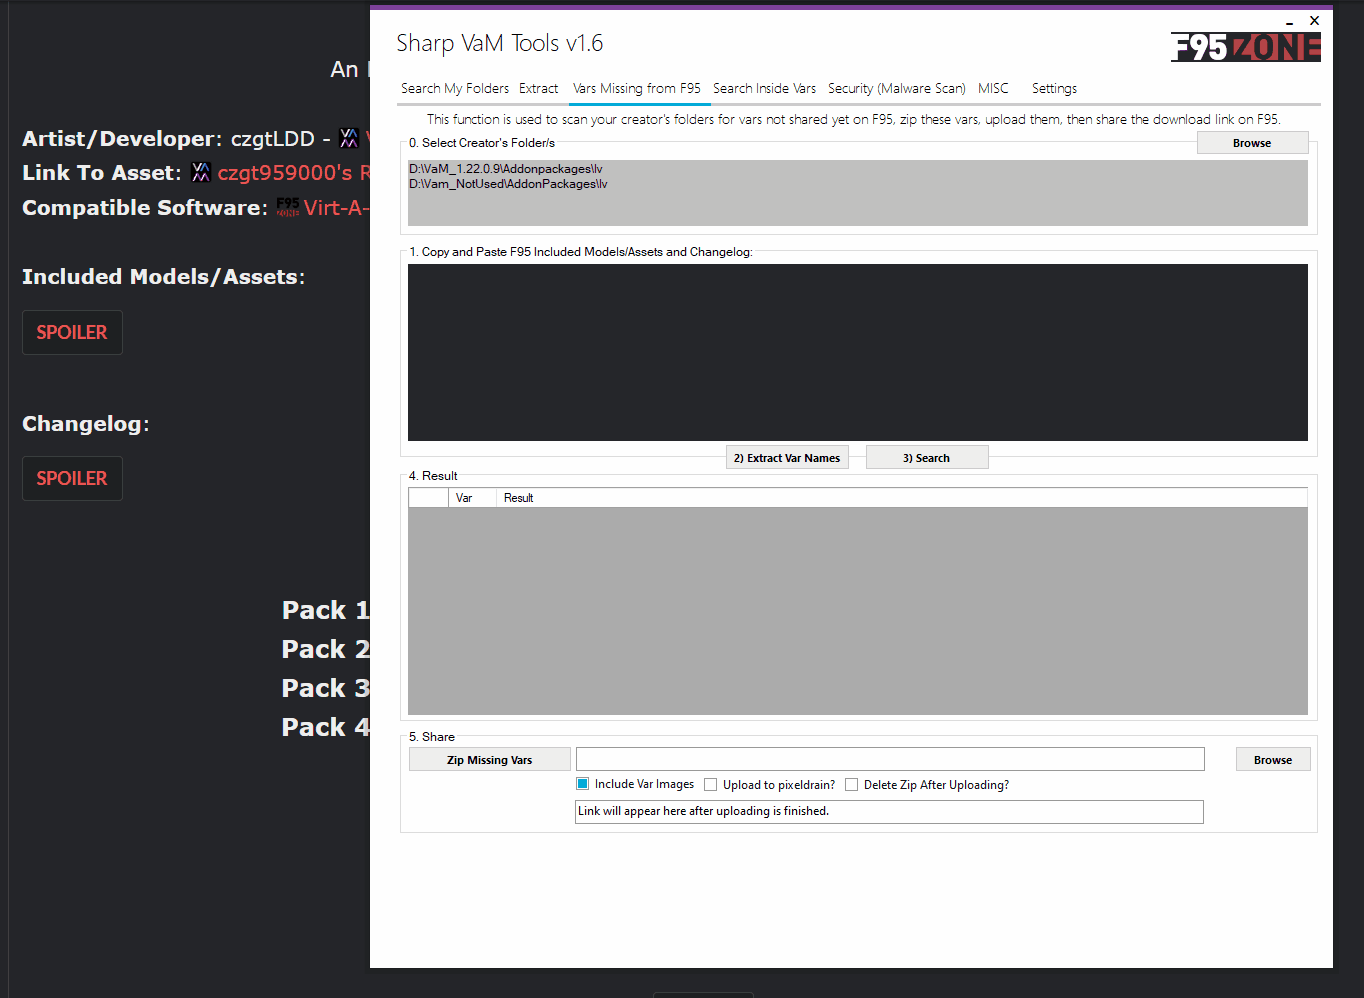 An
Artist/Developer: czgtLDD -
Link To Asset: czgt959000's R
Compatible Software: F95 ZONE Virt-A-
Included Models/Assets:
SPOILER
Changelog:
SPOILER
Pack 1
Pack 2
Pack 3
Pack 4
Sharp VaM Tools v1.6
F95 ZONE
Search My Folders Extract Vars Missing from F95 Search Inside Vars Security (Malware Scan) MISC Settings
This function is used to scan your creator's folders for vars not shared yet on F95, zip these vars, upload them, then share the download link on F95.
0. Select Creator's Folder/s
Browse
D:\VaM_1.22.0.9\Addonpackages\lv
D:\Vam_NotUsed\AddonPackages\lv
1. Copy and Paste F95 Included Models/Assets and Changelog:
2) Extract Var Names 3) Search
4. Result
Var Result
5. Share
Zip Missing Vars Browse
Include Var Images Upload to pixeldrain? Delete Zip After Uploading?
Link will appear here after uploading is finished.